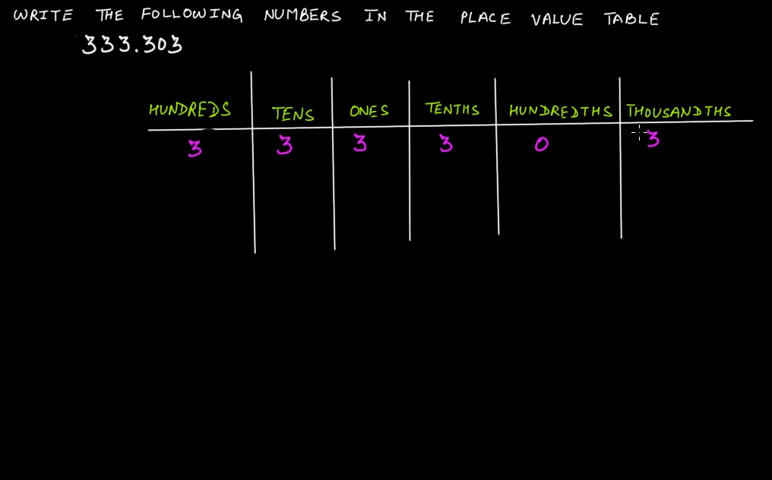 WRITE THE FOLLOWING NUMBERS IN THE PLACE VALUE TABLE
333.303
HUNDREDS TENS ONES TENTHS HUNDREDTHS THOUSANDTHS
3 3 3 3 0 3